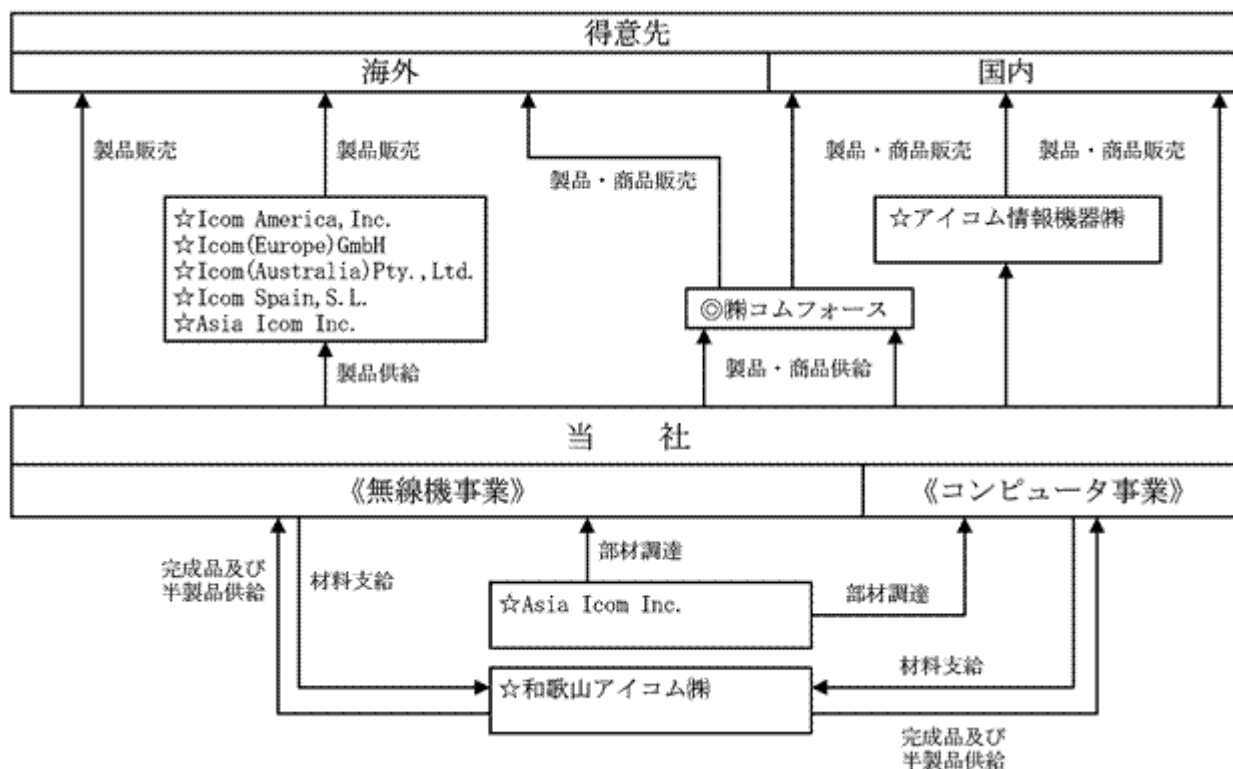 得意先
海外
国内
製品販売
製品販売
製品・商品販売
製品・商品販売
製品・商品販売
☆Icom America,Inc.
☆Icom(Europe)GmbH
☆Icom(Australia)Pty.,Ltd.
☆Icom Spain,S.L.
☆Asia Icom Inc.
☆アイコム情報機器㈱
◎㈱コムフォース
製品供給
製品・商品供給
当　社
《無線機事業》
《コンピュータ事業》
完成品及び
半製品供給
材料支給
部材調達
☆Asia Icom Inc.
部材調達
材料支給
☆和歌山アイコム㈱
完成品及び
半製品供給